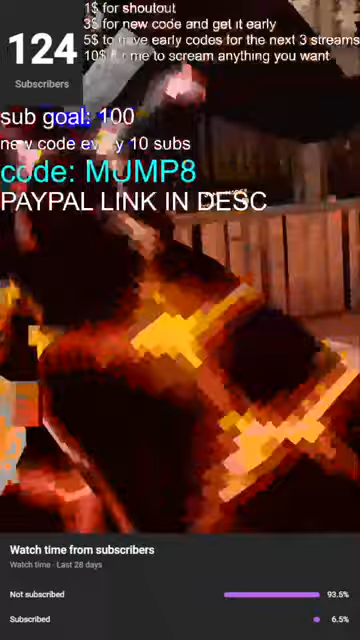 1$ for shoutout
3$ for new code and get it early
5$ to have early codes for the next 3 streams
10$ for me to scream anything you want
124
Subscribers
sub goal: 100
new code every 10 subs
code: MUMP8
PAYPAL LINK IN DESC
Watch time from subscribers
Watch time · Last 28 days
Not subscribed 93.5%
Subscribed 6.5%